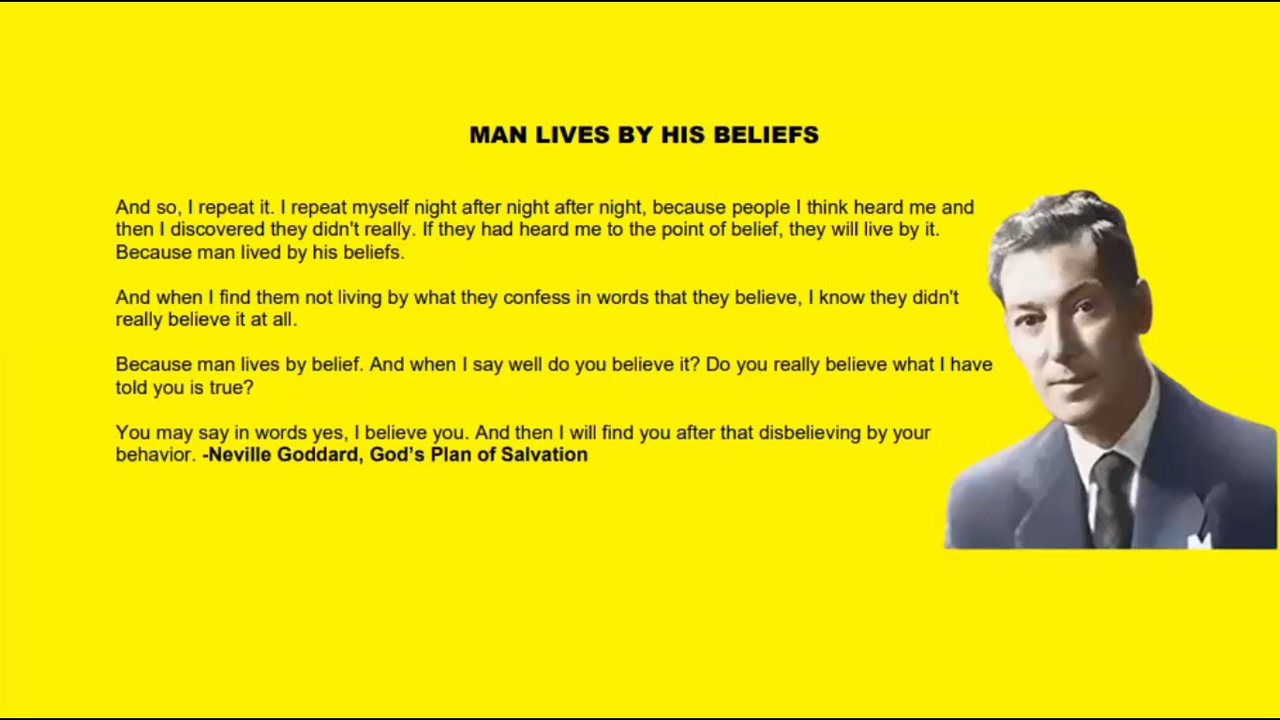 MAN LIVES BY HIS BELIEFS
And so, I repeat it. I repeat myself night after night after night, because people I think heard me and
then I discovered they didn't really. If they had heard me to the point of belief, they will live by it.
Because man lived by his beliefs.
And when I find them not living by what they confess in words that they believe, I know they didn't
really believe it at all.
Because man lives by belief. And when I say well do you believe it? Do you really believe what I have
told you is true?
You may say in words yes, I believe you. And then I will find you after that disbelieving by your
behavior. -Neville Goddard, God’s Plan of Salvation